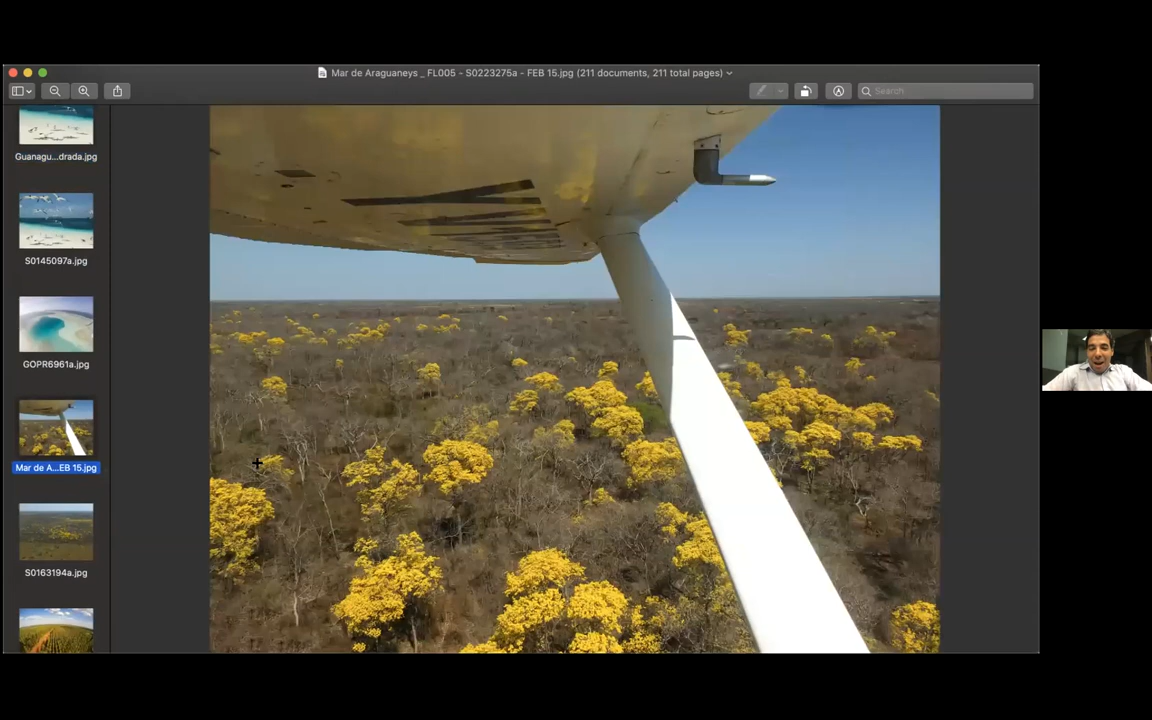 Mar de Araguaneys _ FL005 - S0223275a - FEB 15.jpg (211 documents, 211 total pages)
Search
Guanagu...drada.jpg
S0145097a.jpg
GOPR6961a.jpg
Mar de A...EB 15.jpg
S0163194a.jpg